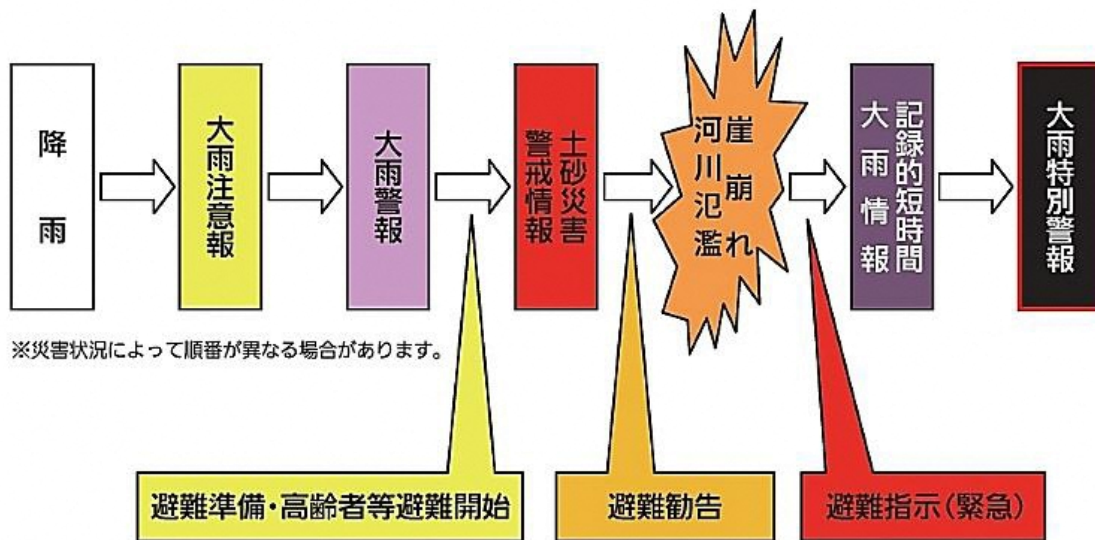 降雨
大雨注意報
大雨警報
土砂災害
警戒情報
崖崩れ
河川氾濫
記録的短時間
大雨情報
大雨特別警報
※災害状況によって順番が異なる場合があります。
避難準備・高齢者等避難開始
避難勧告
避難指示(緊急)